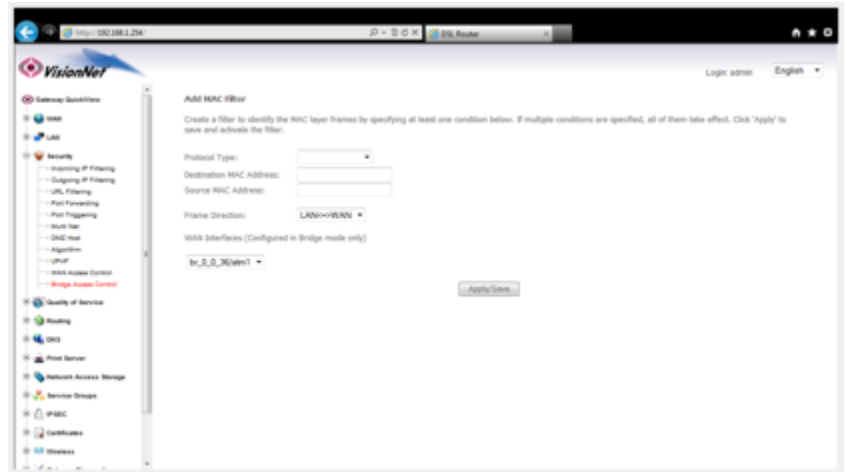 http://192.168.1.254/
DSL Router
VisionNet
Login: admin
English
Gateway QuickView
WAN
LAN
Security
Incoming IP Filtering
Outgoing IP Filtering
URL Filtering
Port Forwarding
Port Triggering
Multi Nat
DMZ Host
Algorithm
UPnP
WAN Access Control
Bridge Access Control
Quality of Service
Routing
DNS
Print Server
Network Access Storage
Service Groups
IPSEC
Certificates
Wireless
Add MAC Filter
Create a filter to identify the MAC layer frames by specifying at least one condition below. If multiple conditions are specified, all of them take effect. Click 'Apply' to
save and activate the filter.
Protocol Type:
Destination MAC Address:
Source MAC Address:
Frame Direction: LAN<=>WAN
WAN Interfaces (Configured in Bridge mode only)
br_0_0_36/atm1
Apply/Save